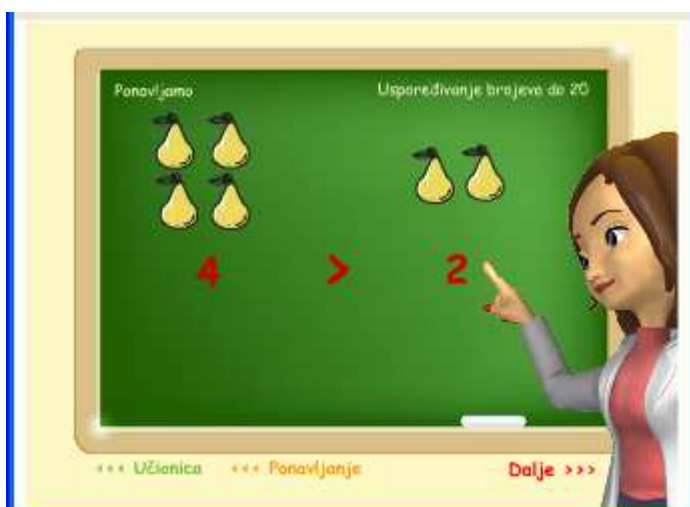 Ponavljamo
Uspoređivanje brojeva do 20
4 > 2
<<< Učionica
<<< Ponavljanje
Dalje >>>